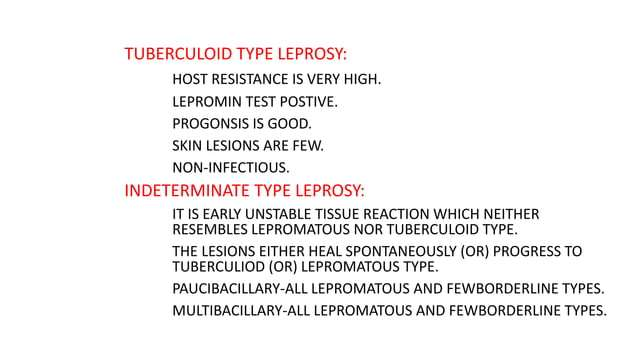 TUBERCULOID TYPE LEPROSY:
HOST RESISTANCE IS VERY HIGH.
LEPROMIN TEST POSTIVE.
PROGONSIS IS GOOD.
SKIN LESIONS ARE FEW.
NON-INFECTIOUS.
INDETERMINATE TYPE LEPROSY:
IT IS EARLY UNSTABLE TISSUE REACTION WHICH NEITHER
RESEMBLES LEPROMATOUS NOR TUBERCULOID TYPE.
THE LESIONS EITHER HEAL SPONTANEOUSLY (OR) PROGRESS TO
TUBERCULIOD (OR) LEPROMATOUS TYPE.
PAUCIBACILLARY-ALL LEPROMATOUS AND FEWBORDERLINE TYPES.
MULTIBACILLARY-ALL LEPROMATOUS AND FEWBORDERLINE TYPES.